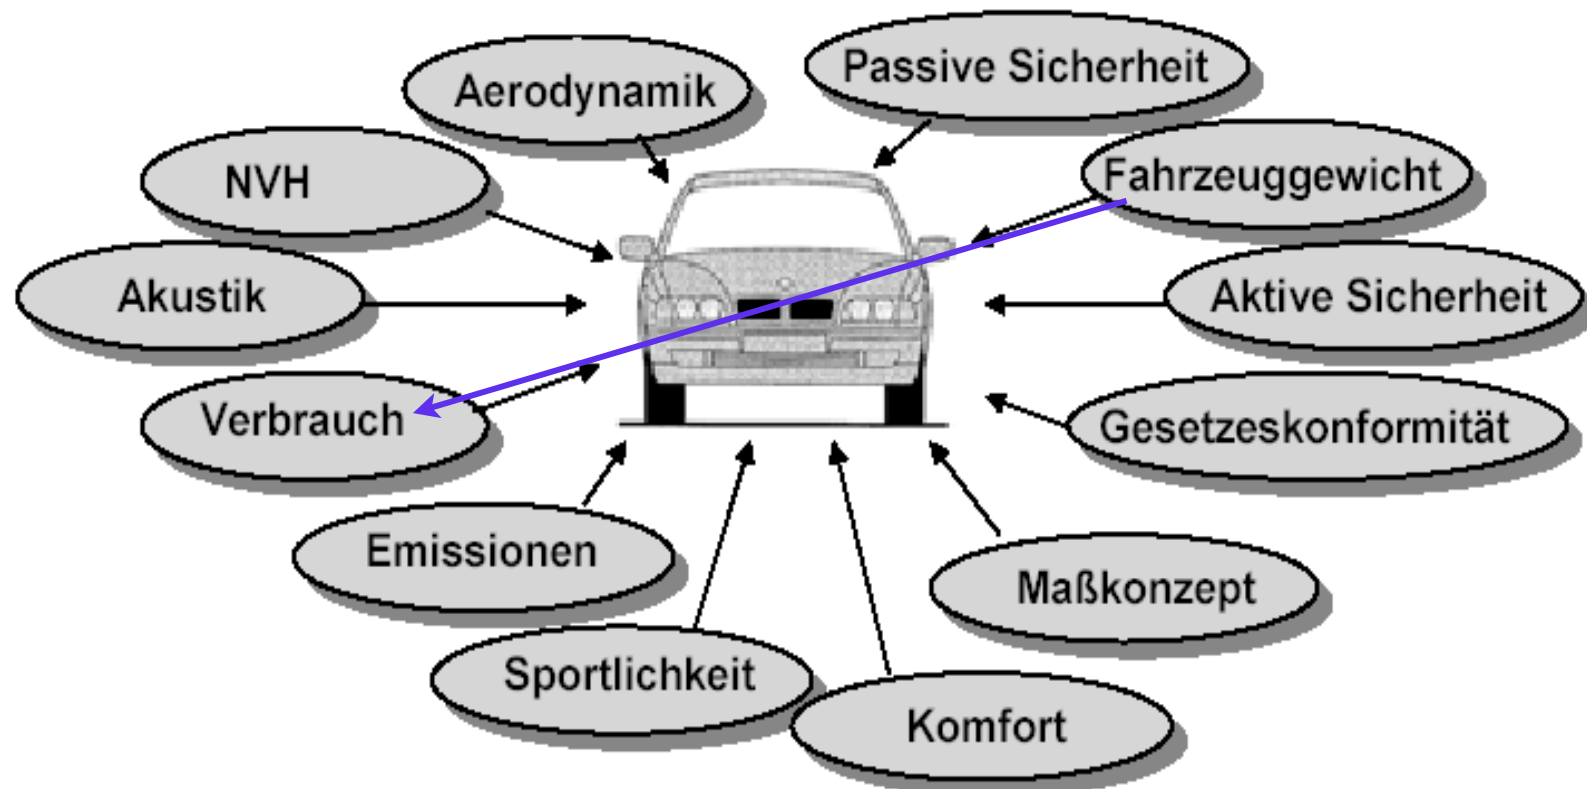 Passive Sicherheit
Aerodynamik
Fahrzeuggewicht
NVH
Akustik
Aktive Sicherheit
Verbrauch
Gesetzeskonformität
Emissionen
Maßkonzept
Sportlichkeit
Komfort